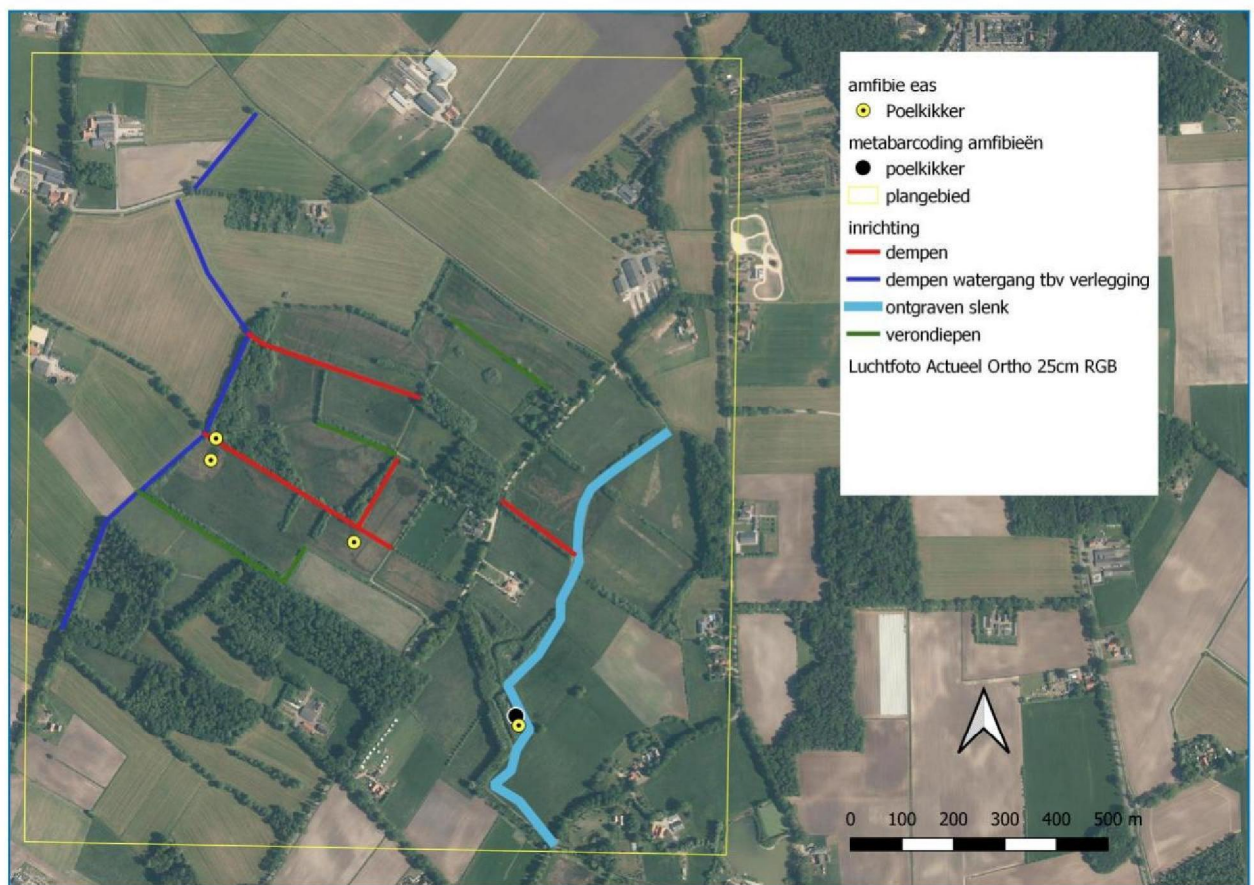 amfibie eas
Poelkikker
metabarcoding amfibieën
poelkikker
plangebied
inrichting
dempen
dempen watergang tbv verlegging
ontgraven slenk
verondiepen
Luchtfoto Actueel Ortho 25cm RGB
0 100 200 300 400 500 m